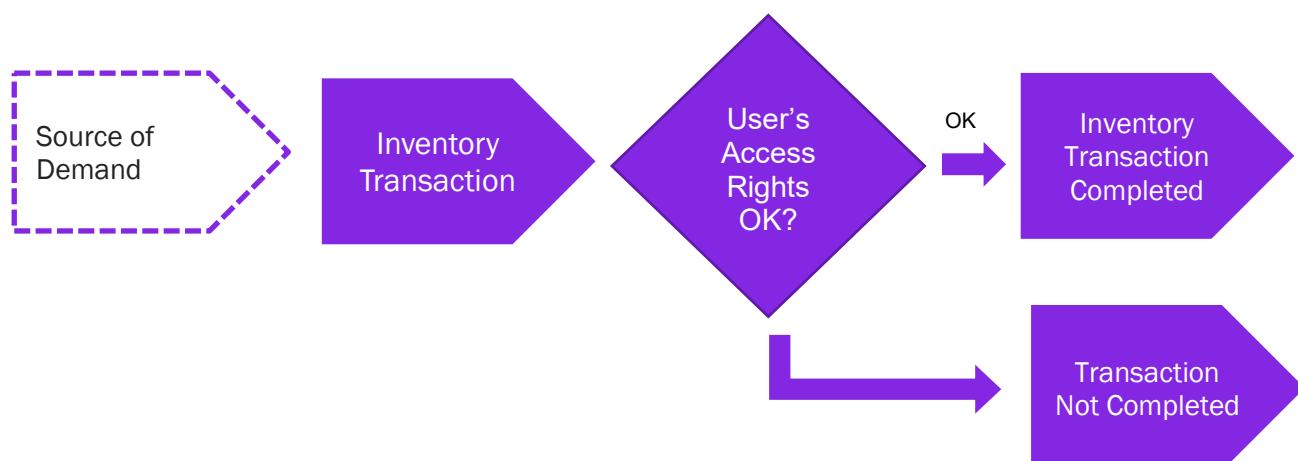 Source of
Demand
Inventory
Transaction
User's
Access
Rights
OK?
OK
Inventory
Transaction
Completed
Transaction
Not Completed